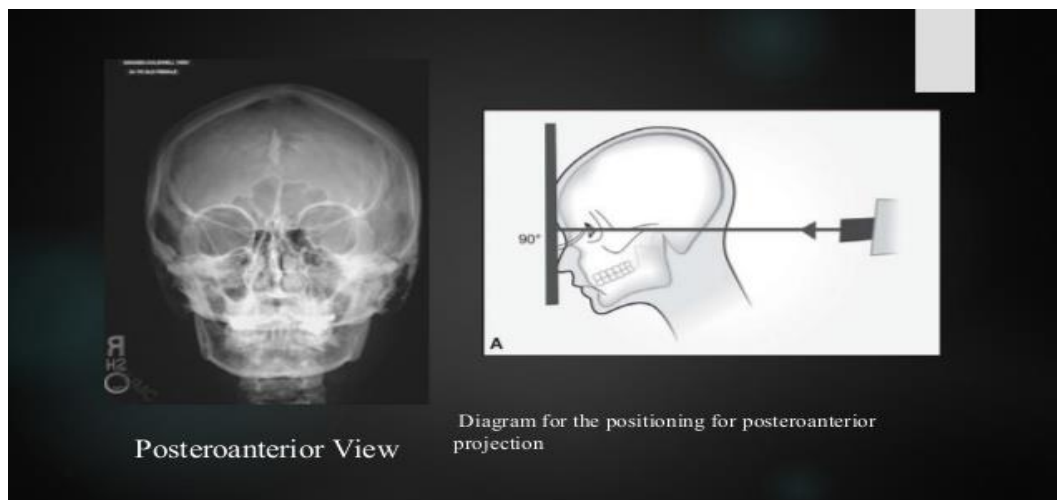 90°
A
Posteroanterior View
Diagram for the positioning for posteroanterior
projection